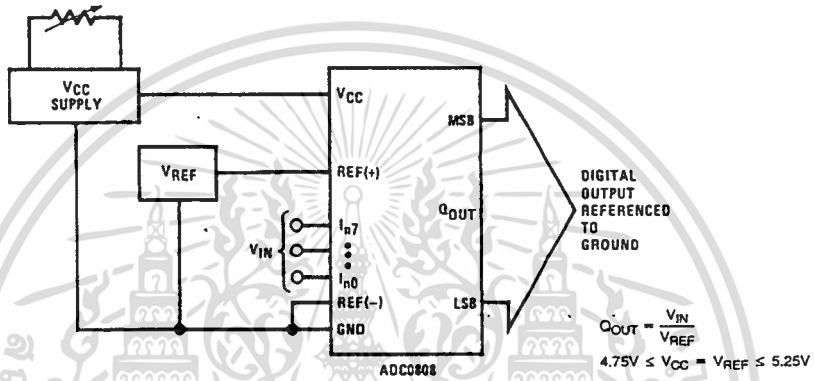 VCC
SUPPLY
VREF
VIN
VCC
REF(+)
In7
In0
REF(−)
GND
MSB
QOUT
LSB
ADC0808
DIGITAL
OUTPUT
REFERENCED
TO
GROUND
QOUT = VIN / VREF
4.75V ≤ VCC = VREF ≤ 5.25V